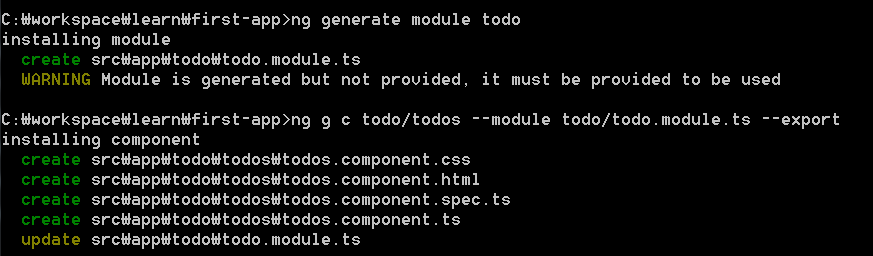 C:₩workspace₩learn₩first-app>ng generate module todo
installing module
create src₩app₩todo₩todo.module.ts
WARNING Module is generated but not provided, it must be provided to be used
C:₩workspace₩learn₩first-app>ng g c todo/todos --module todo/todo.module.ts --export
installing component
create src₩app₩todo₩todos₩todos.component.css
create src₩app₩todo₩todos₩todos.component.html
create src₩app₩todo₩todos₩todos.component.spec.ts
create src₩app₩todo₩todos₩todos.component.ts
update src₩app₩todo₩todo.module.ts